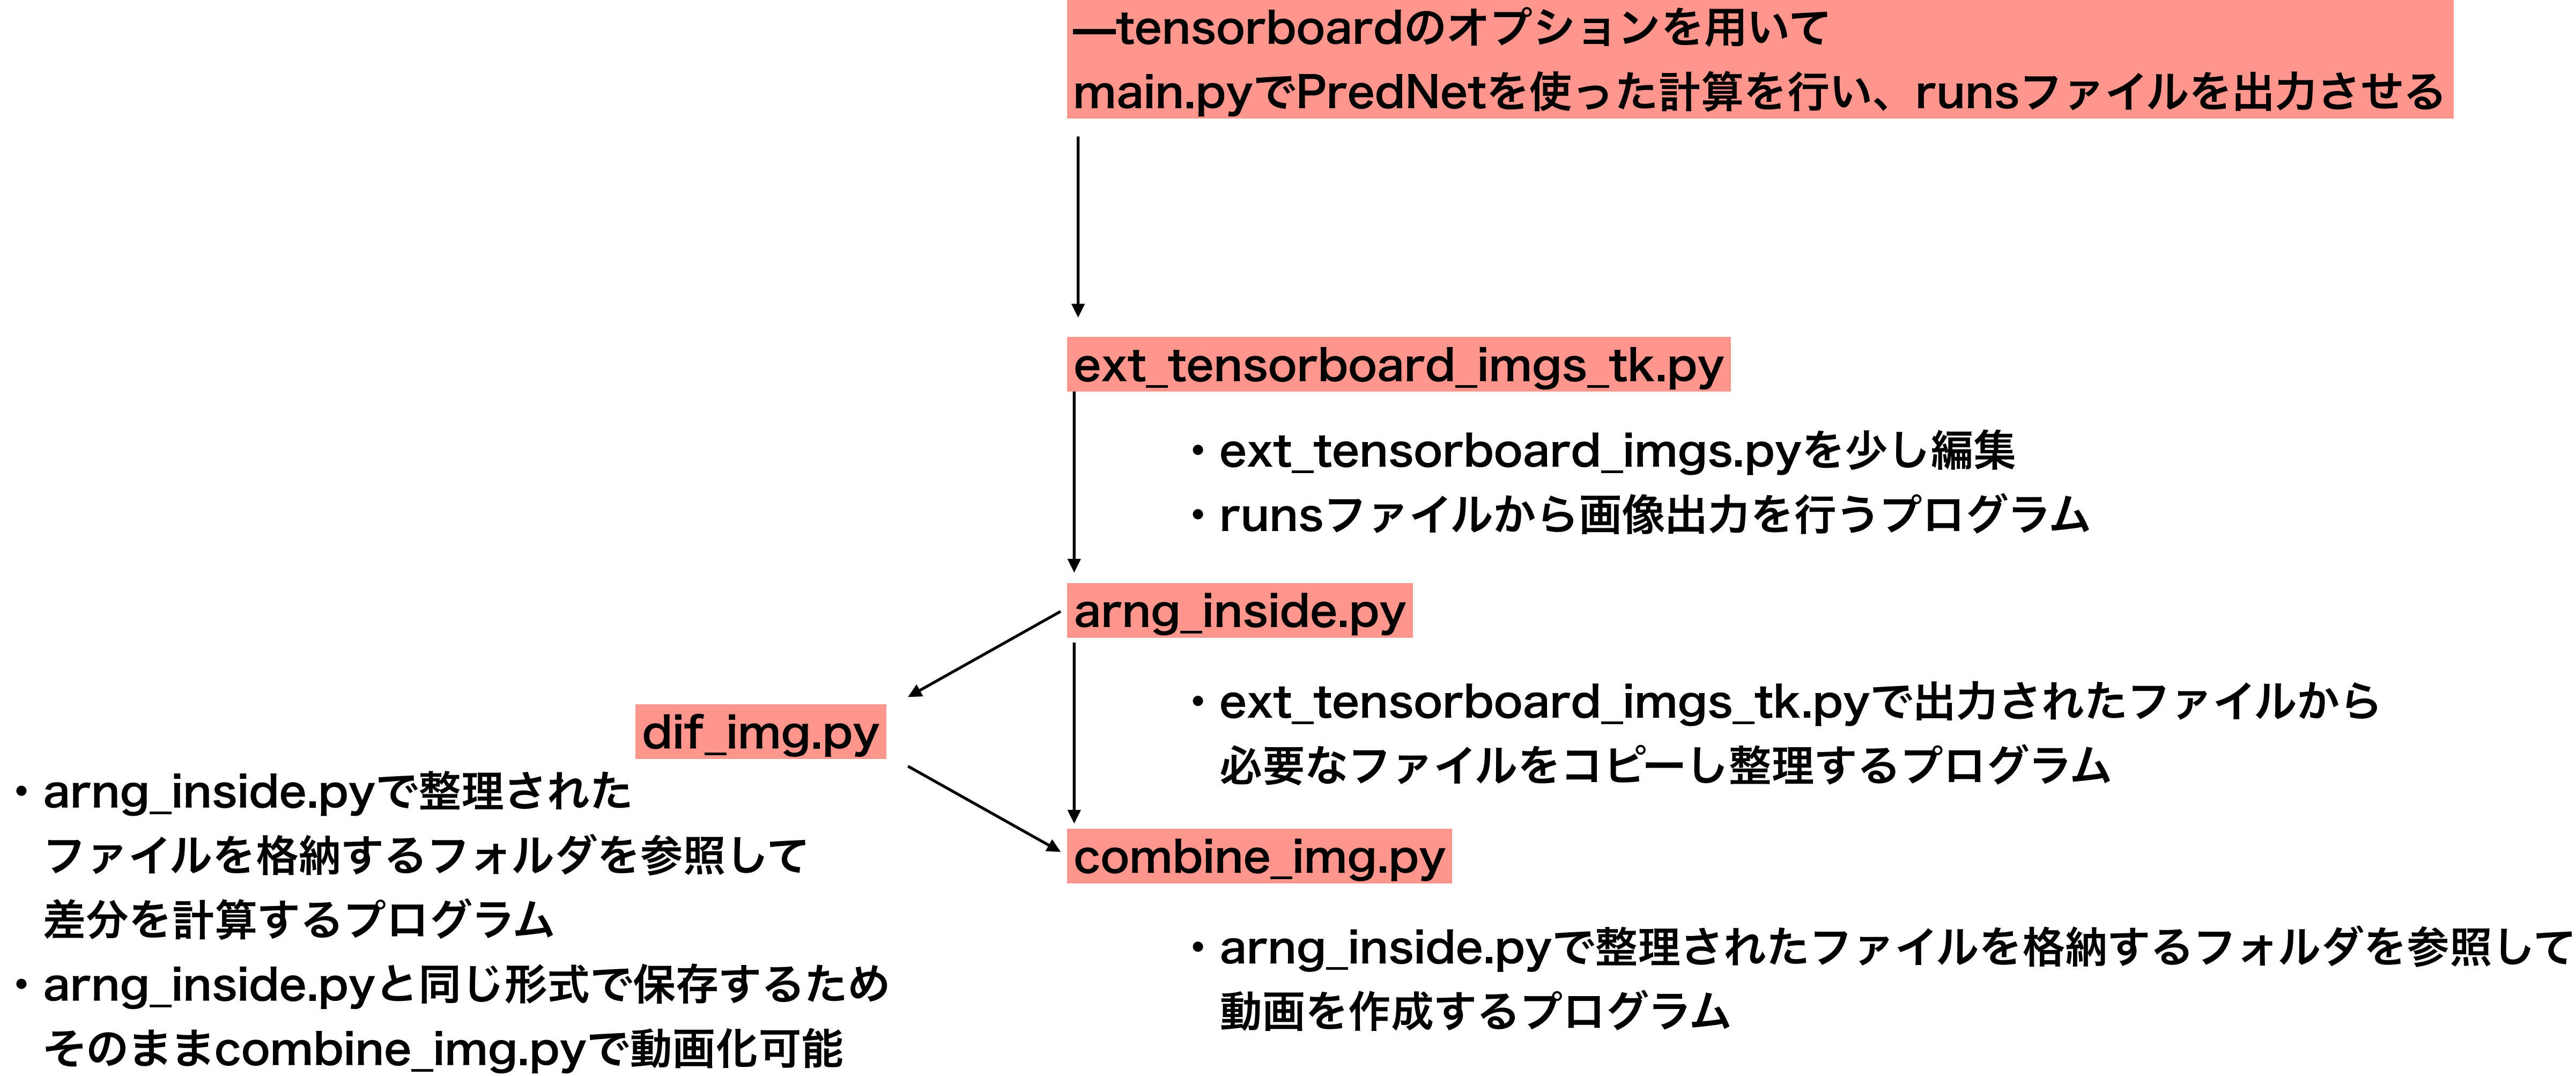 —tensorboardのオプションを用いて
main.pyでPredNetを使った計算を行い、runsファイルを出力させる
ext_tensorboard_imgs_tk.py
・ext_tensorboard_imgs.pyを少し編集
・runsファイルから画像出力を行うプログラム
arng_inside.py
・ext_tensorboard_imgs_tk.pyで出力されたファイルから
必要なファイルをコピーし整理するプログラム
dif_img.py
・arng_inside.pyで整理された
ファイルを格納するフォルダを参照して
差分を計算するプログラム
・arng_inside.pyと同じ形式で保存するため
そのままcombine_img.pyで動画化可能
combine_img.py
・arng_inside.pyで整理されたファイルを格納するフォルダを参照して
動画を作成するプログラム